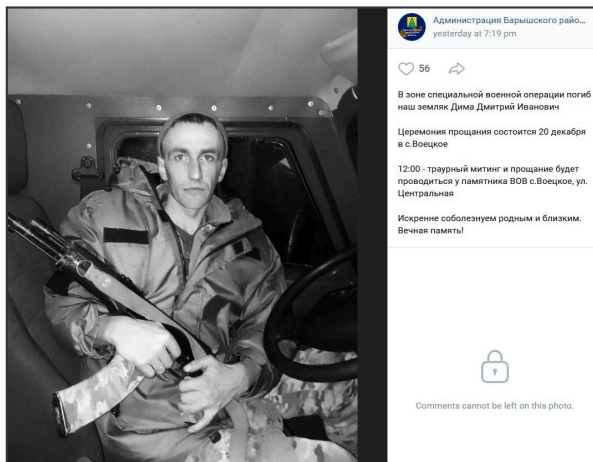 Администрация Барышского райо...
yesterday at 7:19 pm
56
В зоне специальной военной операции погиб
наш земляк Дима Дмитрий Иванович
Церемония прощания состоится 20 декабря
в с.Воецкое
12:00 - траурный митинг и прощание будет
проводиться у памятника ВОВ с.Воецкое, ул.
Центральная
Искренне соболезнуем родным и близким.
Вечная память!
Comments cannot be left on this photo.